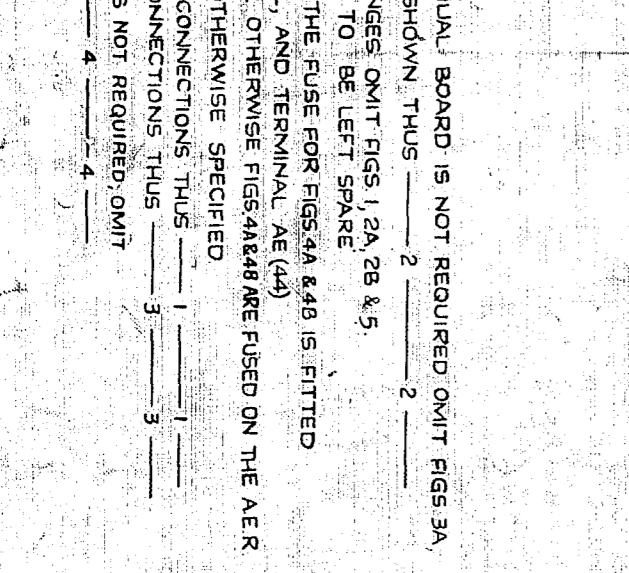 UAL BOARD IS NOT REQUIRED OMIT FIGS 3A,
SHOWN THUS —— 2 —— 2 ——
NGES OMIT FIGS 1, 2A, 2B & 5.
TO BE LEFT SPARE
THE FUSE FOR FIGS 4A & 4B IS FITTED
AND TERMINAL AE (44)
OTHERWISE FIGS 4A & 4B ARE FUSED ON THE A.E.R
OTHERWISE SPECIFIED
CONNECTIONS THUS —— 1 —— 1 ——
ONNECTIONS THUS —— 3 —— 3 ——
S NOT REQUIRED, OMIT
—— 4 —— 4 ——